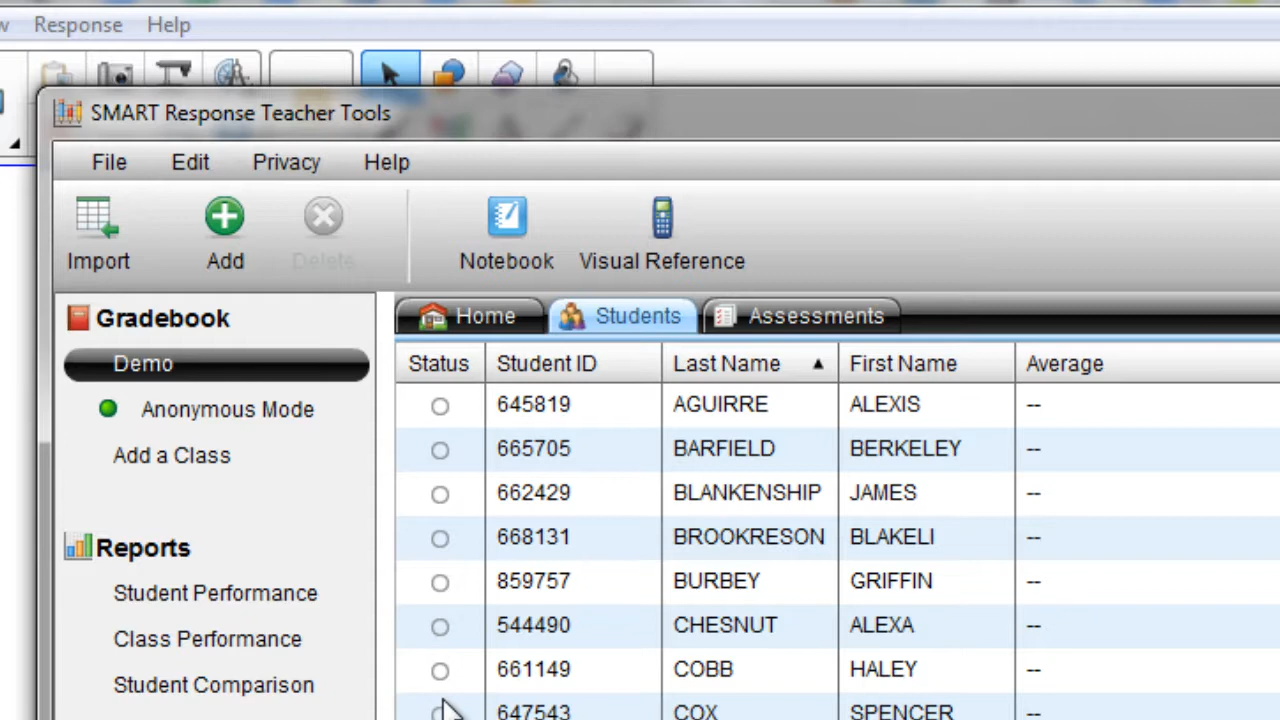 Response Help
SMART Response Teacher Tools
File Edit Privacy Help
Import Add Delete Notebook Visual Reference
Gradebook
Demo
Anonymous Mode
Add a Class
Reports
Student Performance
Class Performance
Student Comparison
Home Students Assessments
Status Student ID Last Name ▲ First Name Average
645819 AGUIRRE ALEXIS --
665705 BARFIELD BERKELEY --
662429 BLANKENSHIP JAMES --
668131 BROOKRESON BLAKELI --
859757 BURBEY GRIFFIN --
544490 CHESNUT ALEXA --
661149 COBB HALEY --
647543 COX SPENCER --